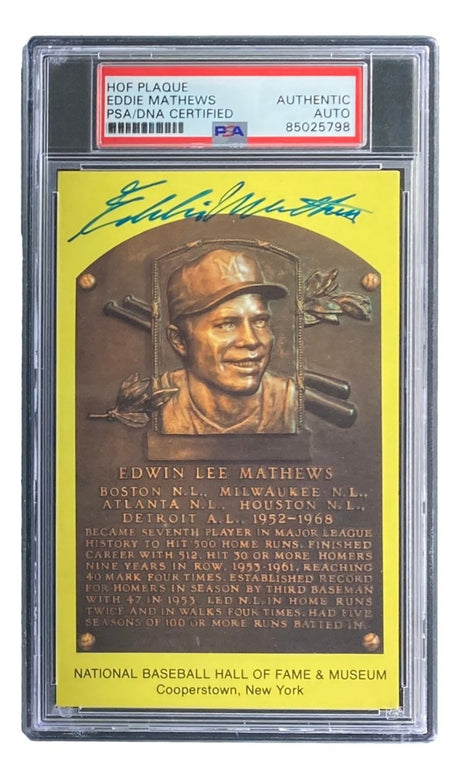 HOF PLAQUE
EDDIE MATHEWS
PSA/DNA CERTIFIED
AUTHENTIC
AUTO
85025798
PSA
Eddie Mathews
M
EDWIN LEE MATHEWS
BOSTON N.L., MILWAUKEE N.L.,
ATLANTA N.L., HOUSTON N.L.,
DETROIT A.L., 1952-1968
BECAME SEVENTH PLAYER IN MAJOR LEAGUE
HISTORY TO HIT 500 HOME RUNS. FINISHED
CAREER WITH 512. HIT 30 OR MORE HOMERS
NINE YEARS IN ROW, 1953-1961, REACHING
40 MARK FOUR TIMES. ESTABLISHED RECORD
FOR HOMERS IN SEASON BY THIRD BASEMAN
WITH 47 IN 1953. LED N.L. IN HOME RUNS
TWICE AND IN WALKS FOUR TIMES. HAD FIVE
SEASONS OF 100 OR MORE RUNS BATTED IN.
NATIONAL BASEBALL HALL OF FAME & MUSEUM
Cooperstown, New York